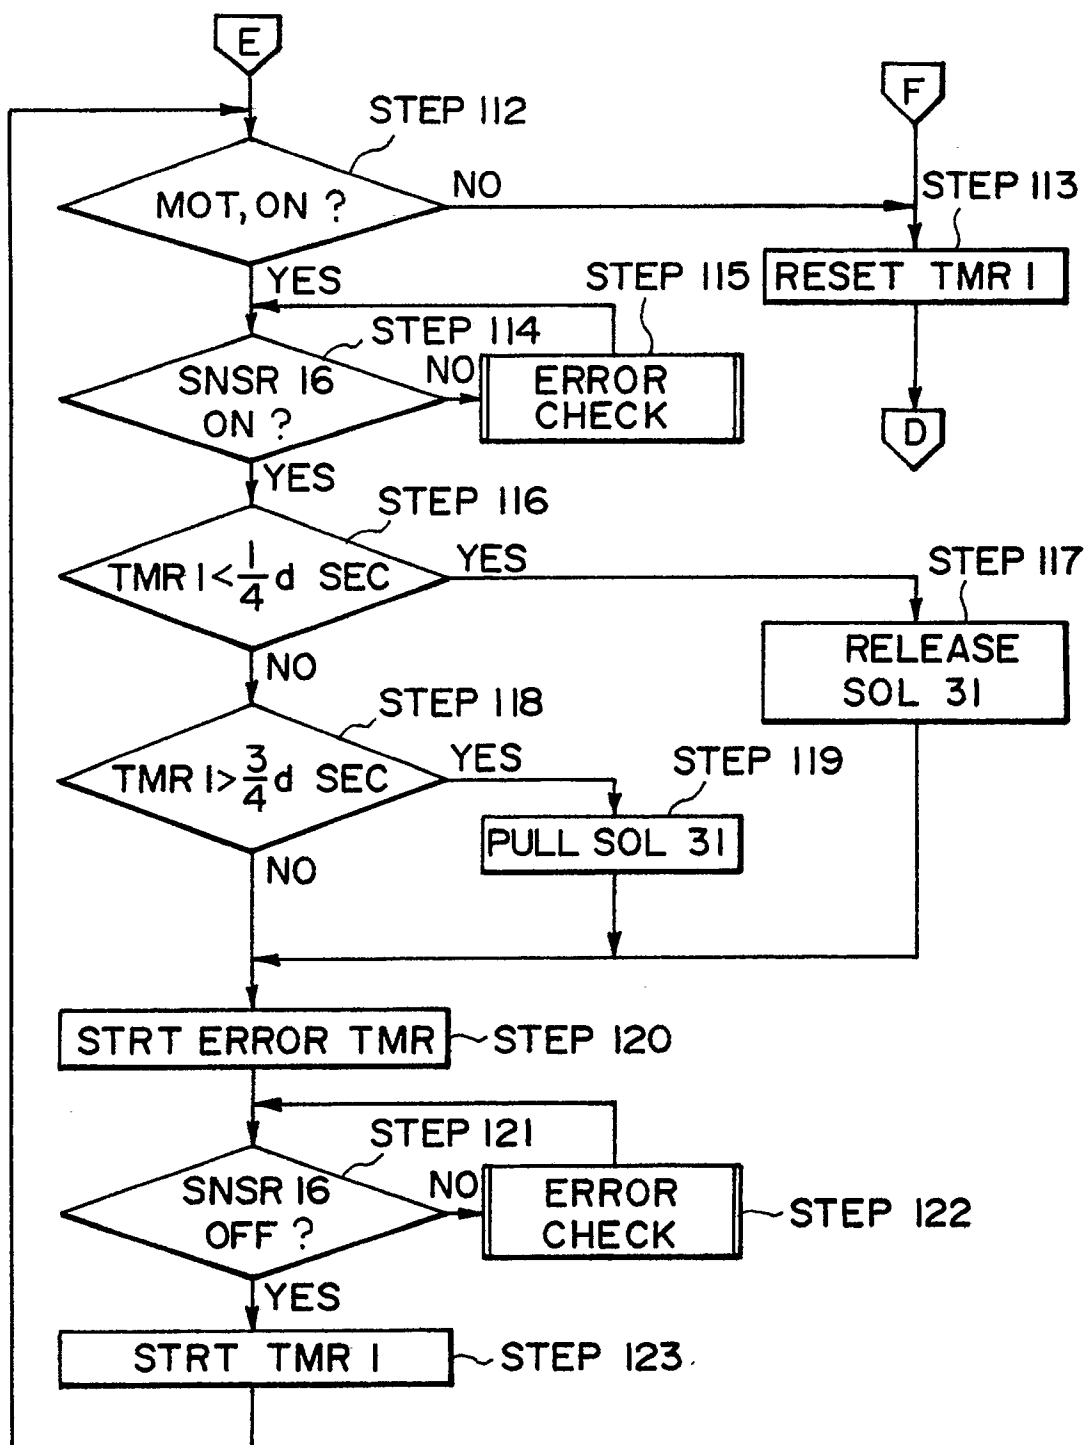 E
STEP 112
F
MOT, ON ?
NO
STEP 113
YES
STEP 115
RESET TMR 1
STEP 114
SNSR 16
ON ?
NO
ERROR
CHECK
D
YES
STEP 116
TMR 1 < 1/4 d SEC
YES
STEP 117
NO
RELEASE
SOL 31
STEP 118
TMR 1 > 3/4 d SEC
YES
STEP 119
PULL SOL 31
NO
STRT ERROR TMR
STEP 120
STEP 121
SNSR 16
OFF ?
NO
ERROR
CHECK
STEP 122
YES
STRT TMR 1
STEP 123